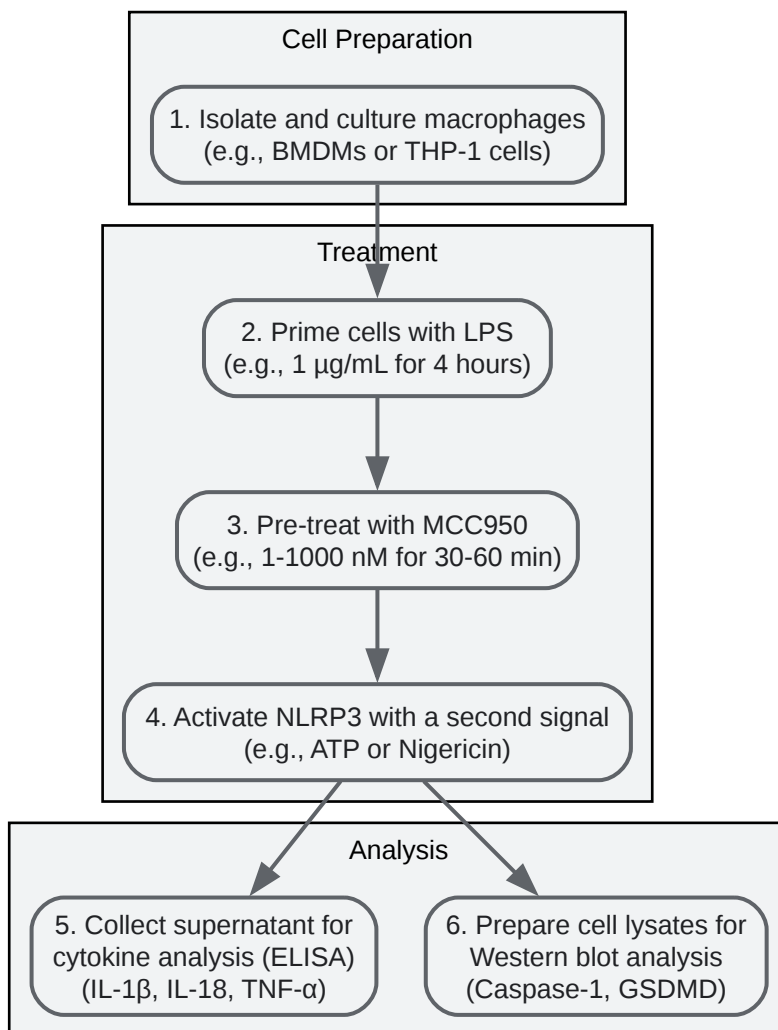 Cell Preparation
1. Isolate and culture macrophages
(e.g., BMDMs or THP-1 cells)
Treatment
2. Prime cells with LPS
(e.g., 1 µg/mL for 4 hours)
3. Pre-treat with MCC950
(e.g., 1-1000 nM for 30-60 min)
4. Activate NLRP3 with a second signal
(e.g., ATP or Nigericin)
Analysis
5. Collect supernatant for
cytokine analysis (ELISA)
(IL-1β, IL-18, TNF-α)
6. Prepare cell lysates for
Western blot analysis
(Caspase-1, GSDMD)